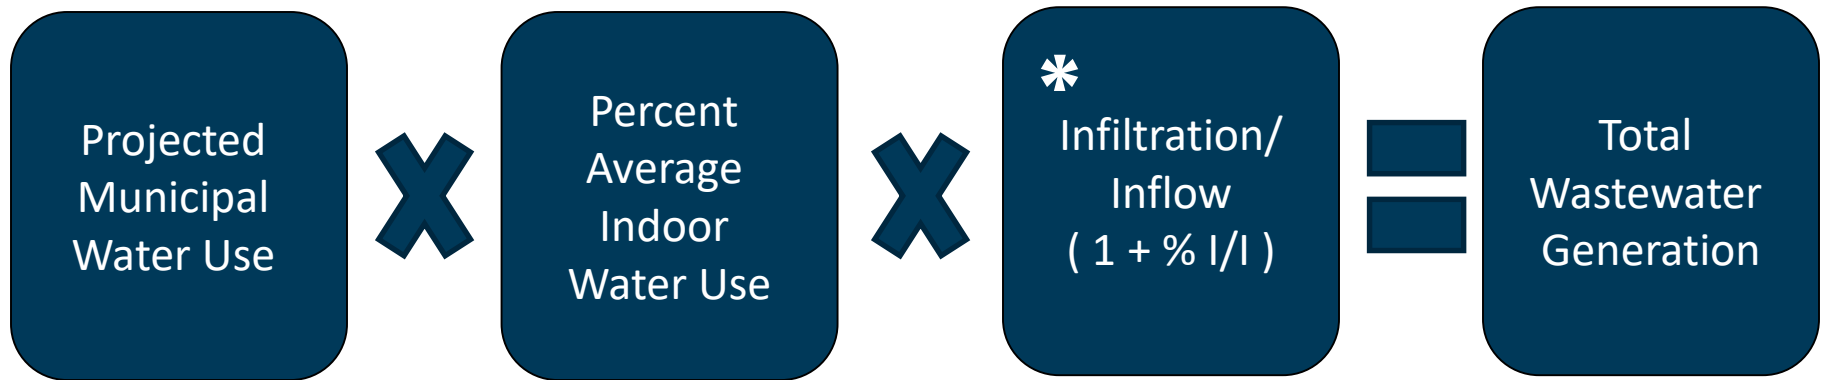 Projected
Municipal
Water Use
Percent
Average
Indoor
Water Use
*
Infiltration/
Inflow
( 1 + % I/I )
Total
Wastewater
Generation